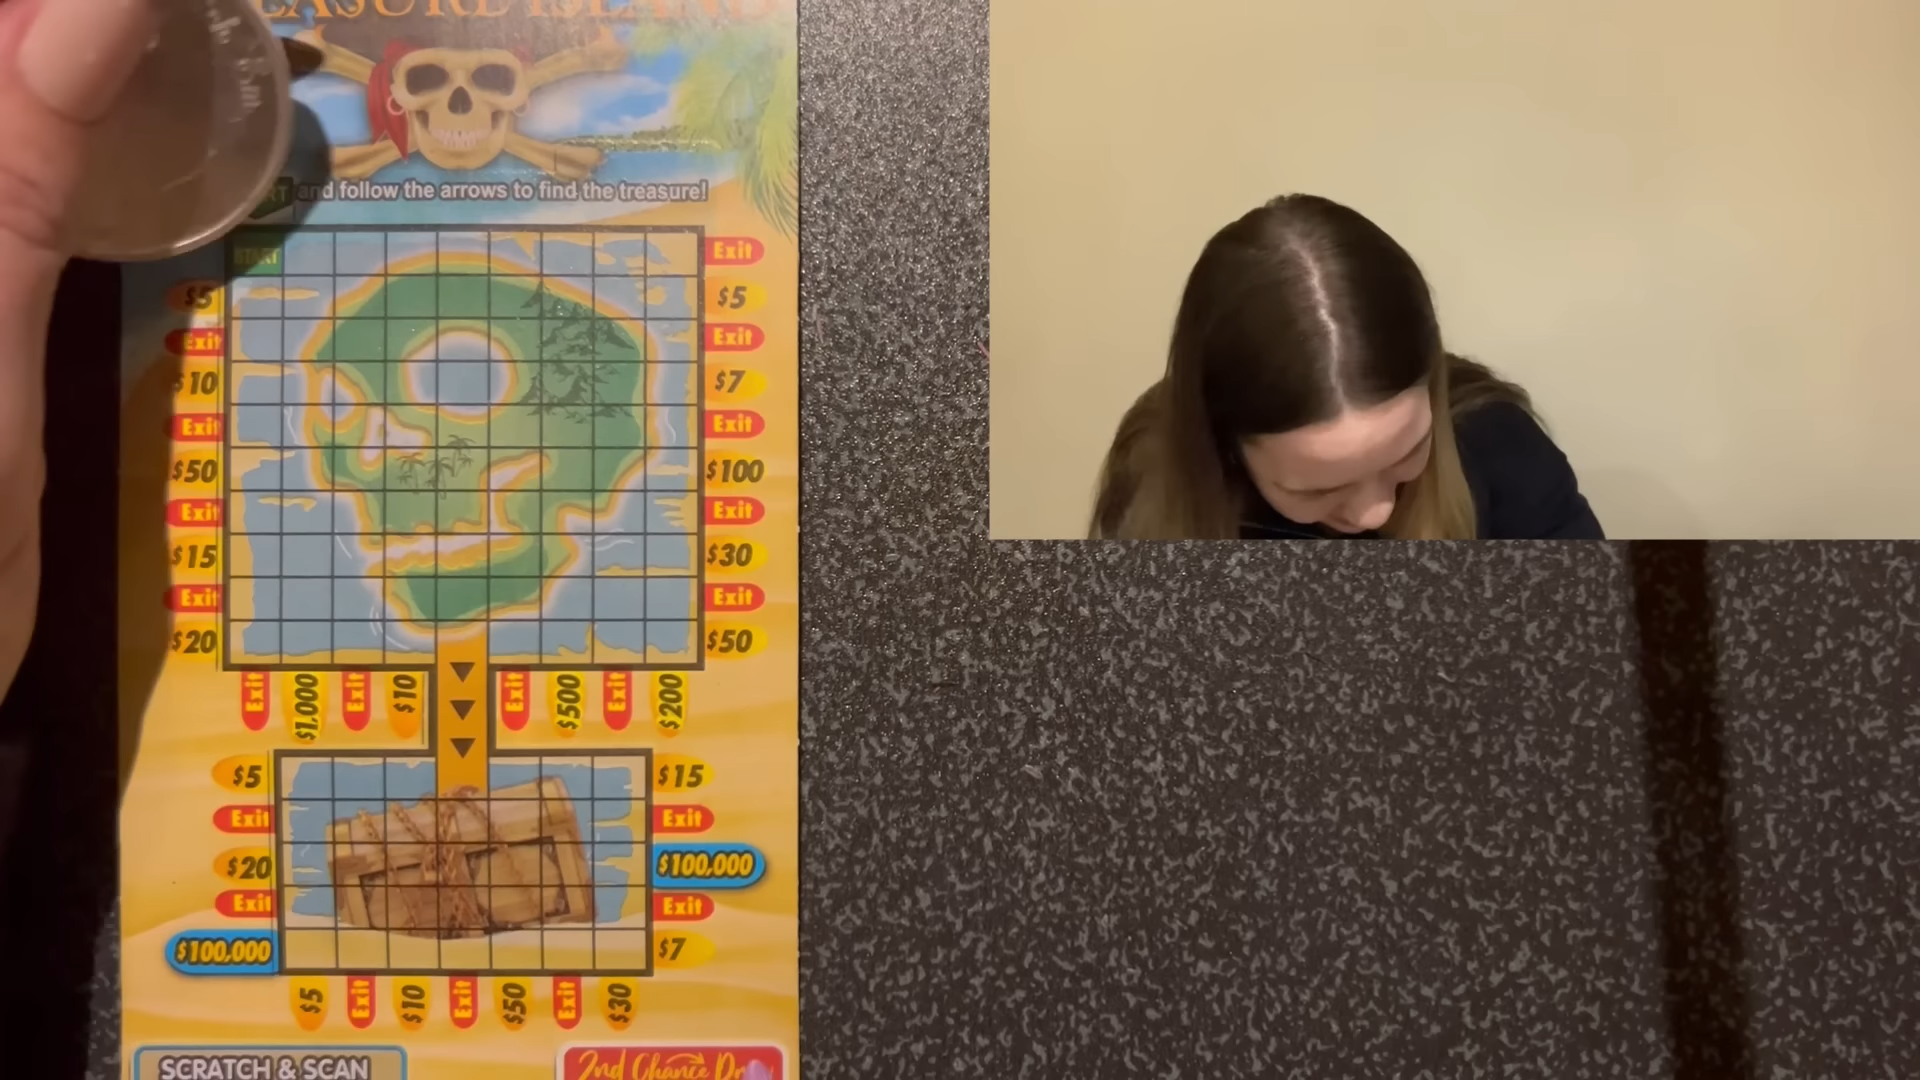 and follow the arrows to find the treasure!
START
Exit
$5 $5
Exit Exit
$10 $7
Exit Exit
$50 $100
Exit Exit
$15 $30
Exit Exit
$20 $50
Exit $1,000 Exit $10 Exit $500 Exit $200
$5 $15
Exit Exit
$20 $100,000
Exit Exit
$100,000 $7
$5 Exit $10 Exit $50 Exit $30
SCRATCH & SCAN
2nd Chance